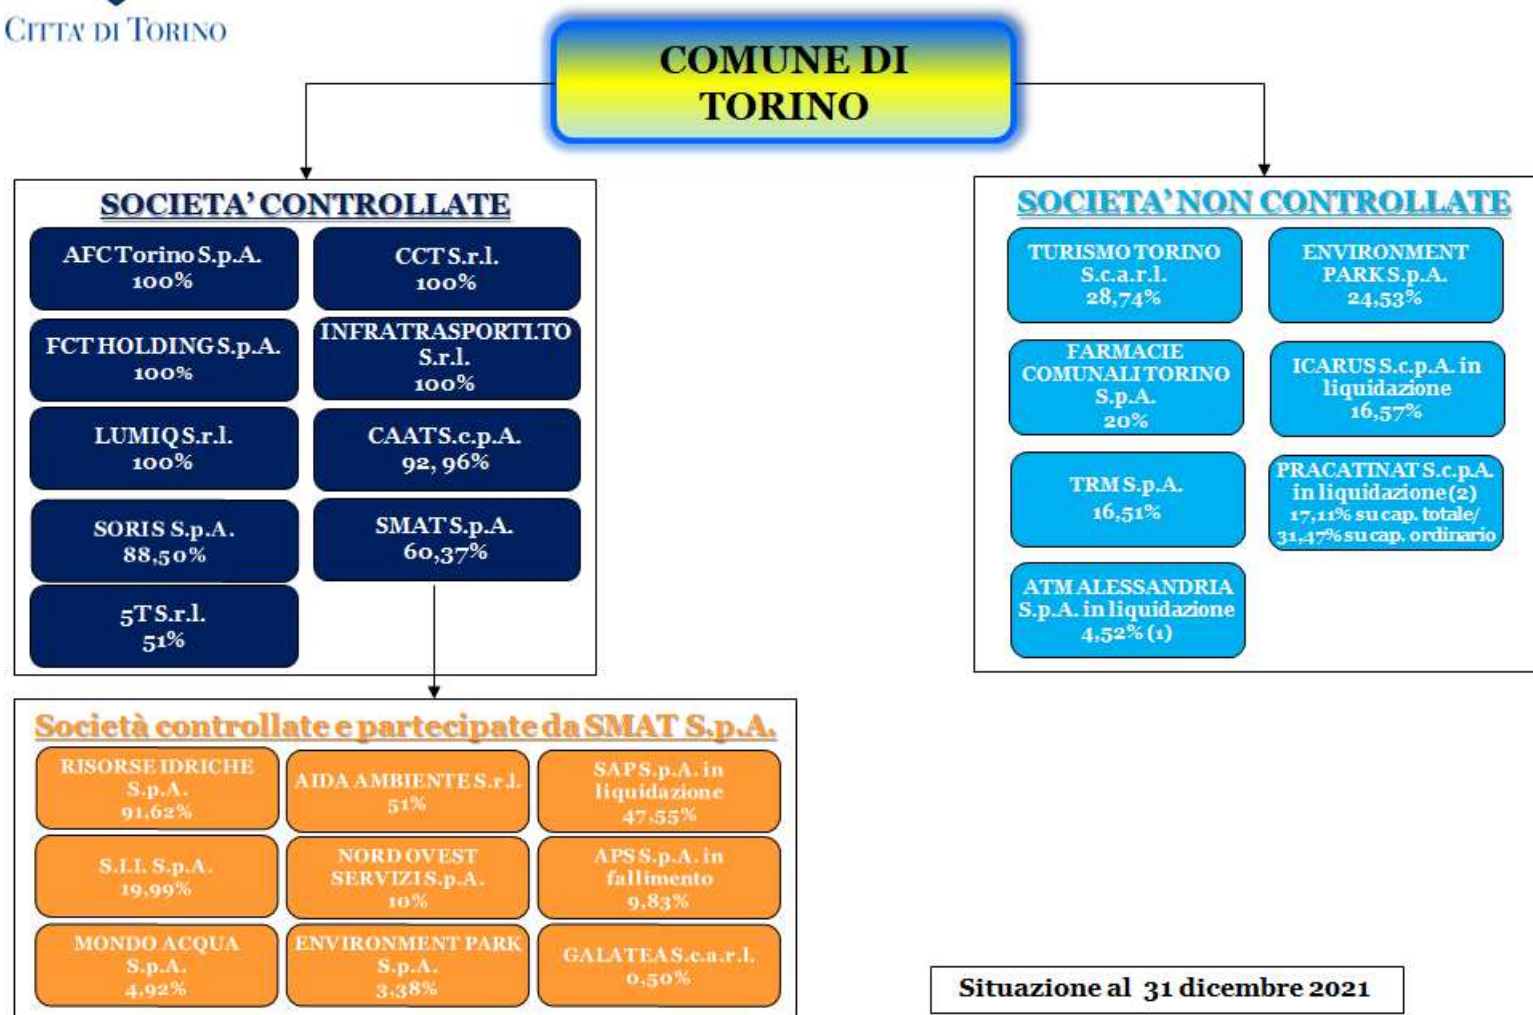 CITTA' DI TORINO
COMUNE DI
TORINO
SOCIETA' CONTROLLATE
AFC Torino S.p.A.
100%
CCT S.r.l.
100%
FCT HOLDING S.p.A.
100%
INFRATRASPORTI.TO
S.r.l.
100%
LUMIQ S.r.l.
100%
CAAT S.c.p.A.
92, 96%
SORIS S.p.A.
88,50%
SMAT S.p.A.
60,37%
5T S.r.l.
51%
SOCIETA' NON CONTROLLATE
TURISMO TORINO
S.c.a.r.l.
28,74%
ENVIRONMENT
PARK S.p.A.
24,53%
FARMACIE
COMUNALI TORINO
S.p.A.
20%
ICARUS S.c.p.A. in
liquidazione
16,57%
TRM S.p.A.
16,51%
PRACATINAT S.c.p.A.
in liquidazione (2)
17,11% su cap. totale/
31,47% su cap. ordinario
ATM ALESSANDRIA
S.p.A. in liquidazione
4,52% (1)
Società controllate e partecipate da SMAT S.p.A.
RISORSE IDRICHE
S.p.A.
91,62%
AIDA AMBIENTE S.r.l.
51%
SAP S.p.A. in
liquidazione
47,55%
S.I.I. S.p.A.
19,99%
NORD OVEST
SERVIZI S.p.A.
10%
APS S.p.A. in
fallimento
9,83%
MONDO ACQUA
S.p.A.
4,92%
ENVIRONMENT PARK
S.p.A.
3,38%
GALATEA S.c.a.r.l.
0,50%
Situazione al 31 dicembre 2021